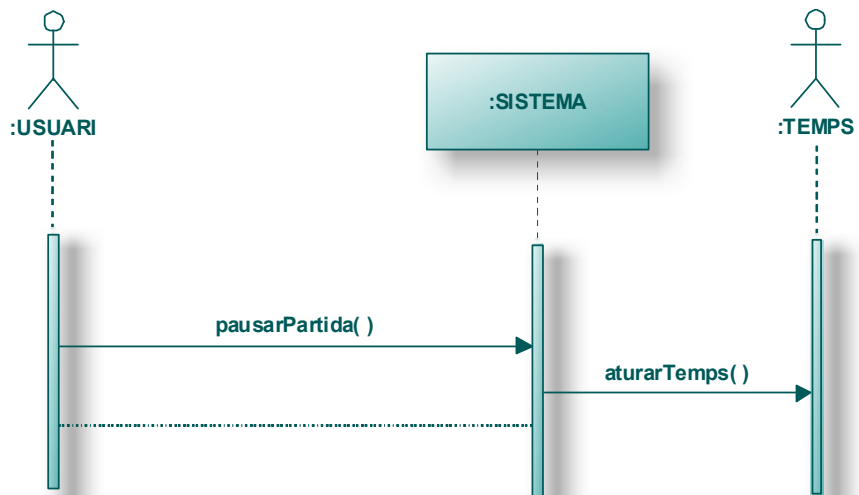 :SISTEMA
:USUARI
:TEMPS
pausarPartida( )
aturarTemps( )